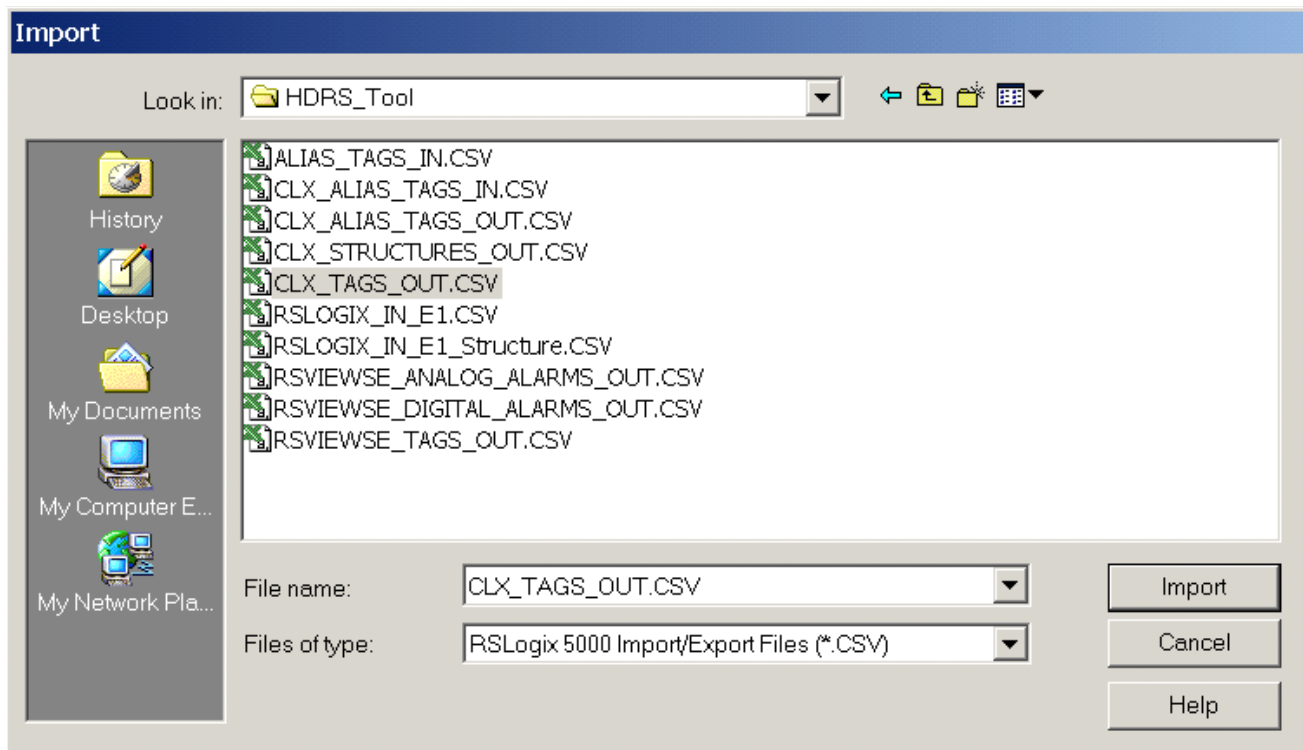 Import
Look in: HDRS_Tool
History
Desktop
My Documents
My Computer E...
My Network Pla...
ALIAS_TAGS_IN.CSV
CLX_ALIAS_TAGS_IN.CSV
CLX_ALIAS_TAGS_OUT.CSV
CLX_STRUCTURES_OUT.CSV
CLX_TAGS_OUT.CSV
RSLOGIX_IN_E1.CSV
RSLOGIX_IN_E1_Structure.CSV
RSVIEWSE_ANALOG_ALARMS_OUT.CSV
RSVIEWSE_DIGITAL_ALARMS_OUT.CSV
RSVIEWSE_TAGS_OUT.CSV
File name: CLX_TAGS_OUT.CSV Import
Files of type: RSLogix 5000 Import/Export Files (*.CSV) Cancel
Help